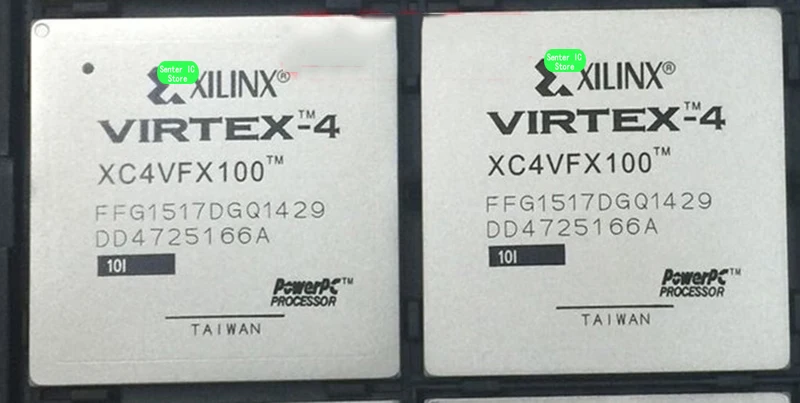 Senter IC
Store
XILINX®
VIRTEX™-4
XC4VFX100™
FFG1517DGQ1429
DD4725166A
10I
PowerPC™
PROCESSOR
TAIWAN
Senter IC
Store
XILINX®
VIRTEX™-4
XC4VFX100™
FFG1517DGQ1429
DD4725166A
10I
PowerPC™
PROCESSOR
TAIWAN